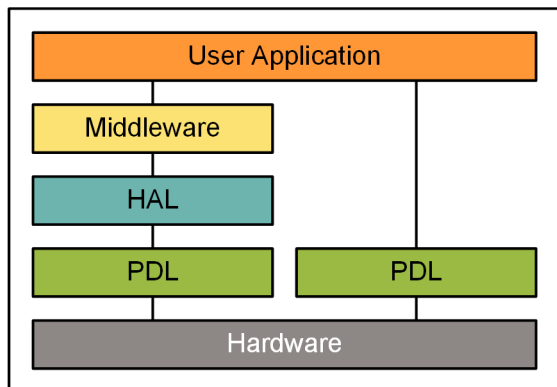 User Application
Middleware
HAL
PDL
PDL
Hardware